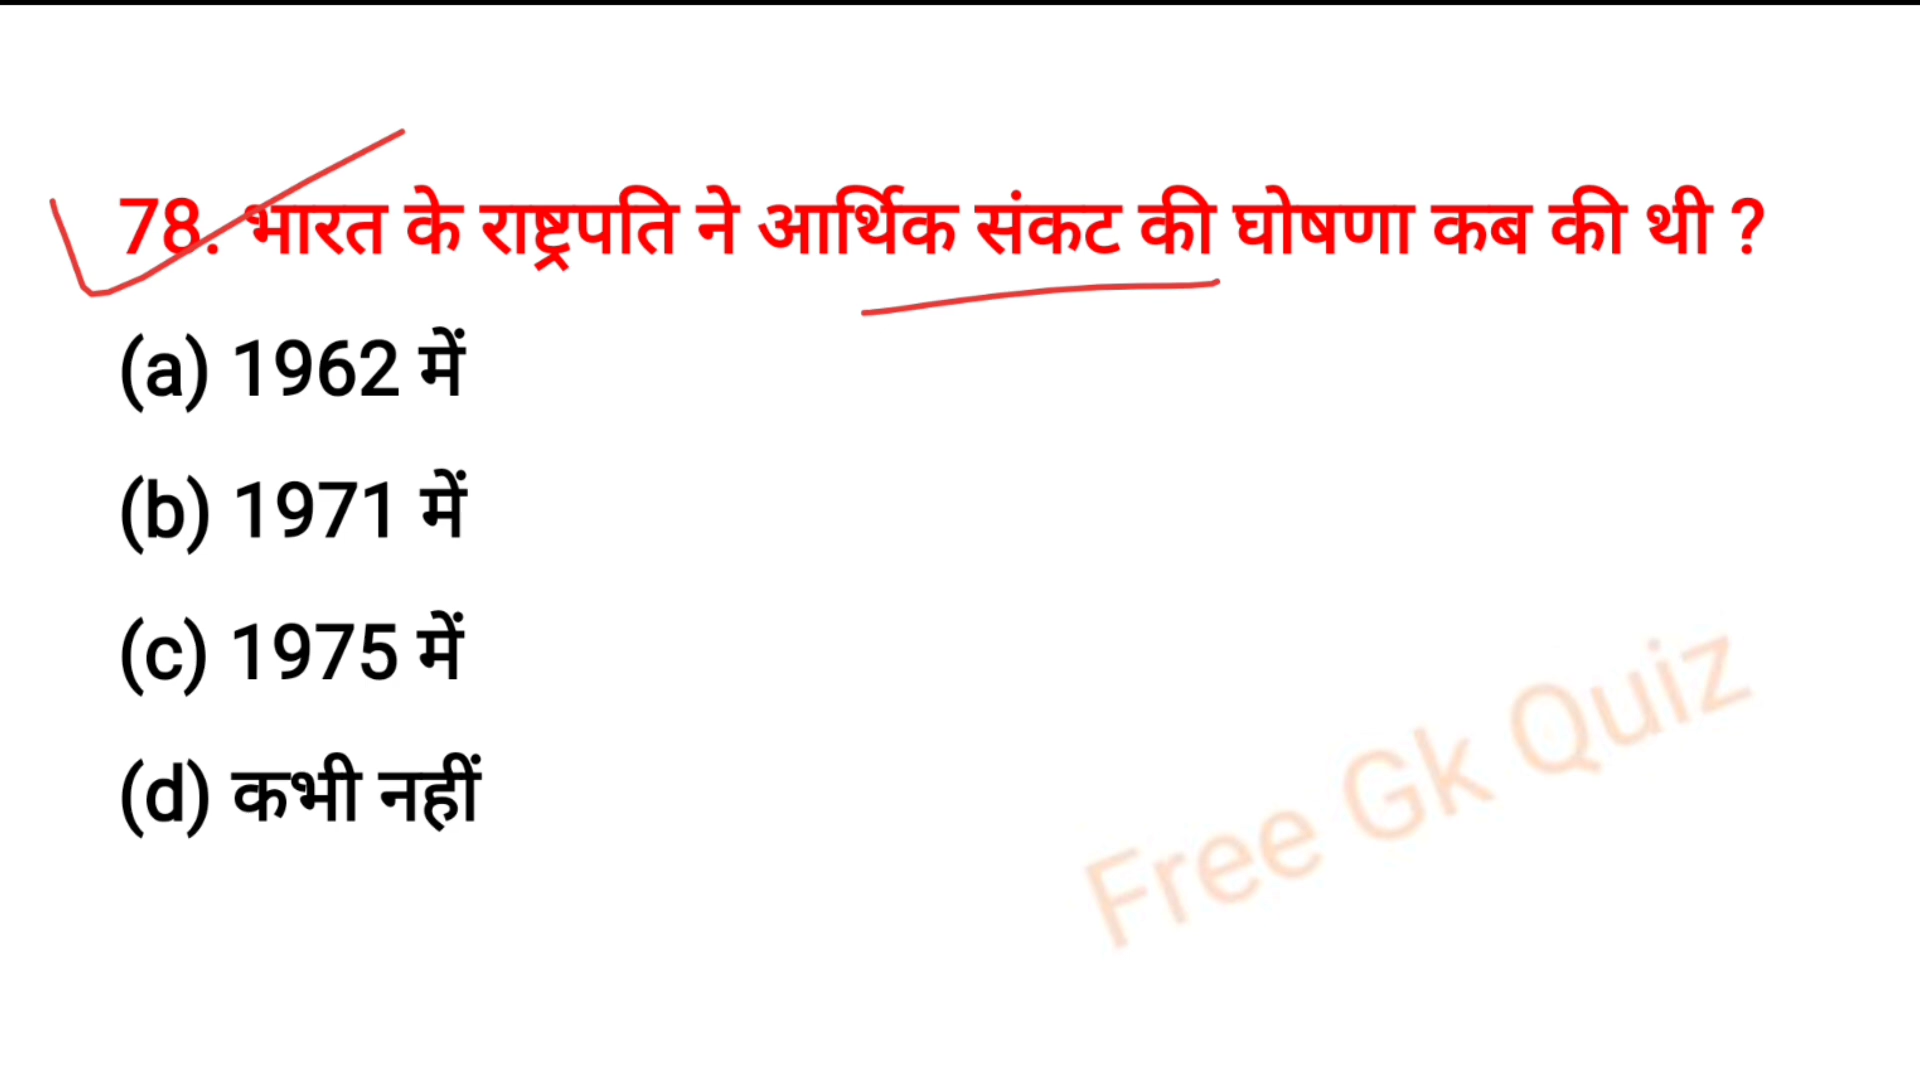 78. भारत के राष्ट्रपति ने आर्थिक संकट की घोषणा कब की थी ?
(a) 1962 में
(b) 1971 में
(c) 1975 में
(d) कभी नहीं
Free Gk Quiz